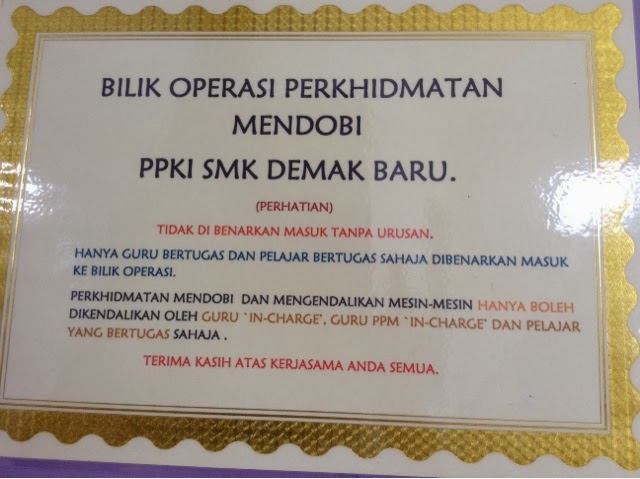 BILIK OPERASI PERKHIDMATAN
MENDOBI
PPKI SMK DEMAK BARU.
(PERHATIAN)
TIDAK DI BENARKAN MASUK TANPA URUSAN.
HANYA GURU BERTUGAS DAN PELAJAR BERTUGAS SAHAJA DIBENARKAN MASUK
KE BILIK OPERASI.
PERKHIDMATAN MENDOBI DAN MENGENDALIKAN MESIN-MESIN HANYA BOLEH
DIKENDALIKAN OLEH GURU `IN-CHARGE', GURU PPM `IN-CHARGE' DAN PELAJAR
YANG BERTUGAS SAHAJA .
TERIMA KASIH ATAS KERJASAMA ANDA SEMUA.